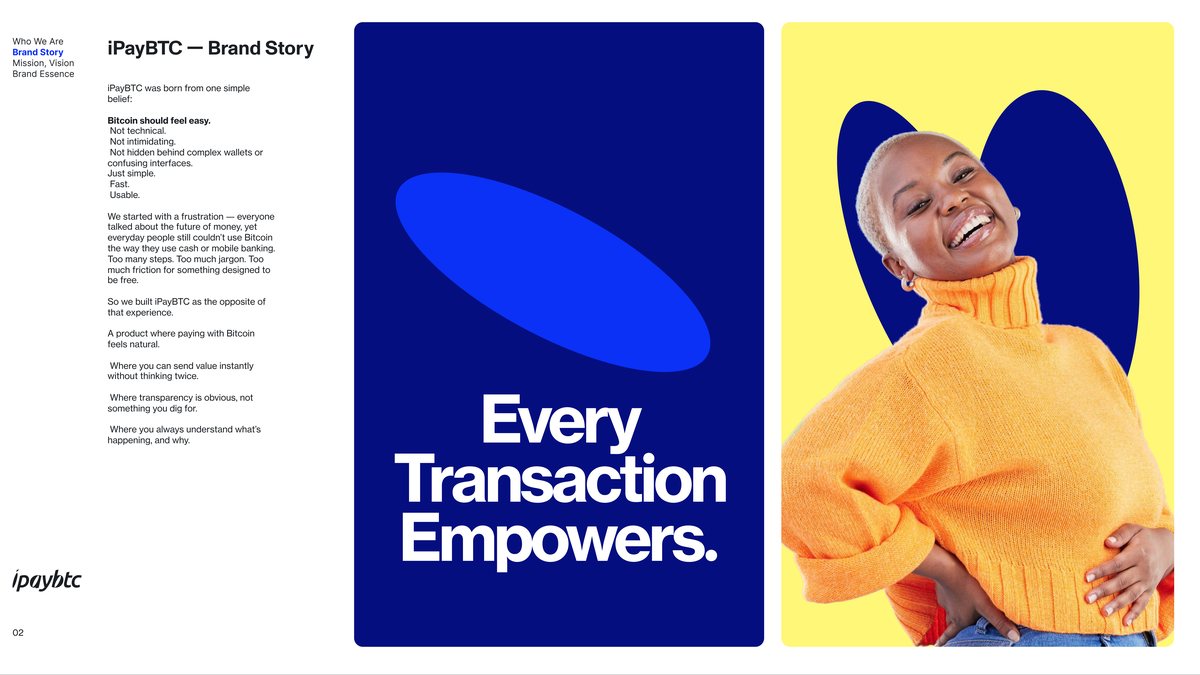 Who We Are
Brand Story
Mission, Vision
Brand Essence
iPayBTC — Brand Story
iPayBTC was born from one simple
belief:
Bitcoin should feel easy.
Not technical.
Not intimidating.
Not hidden behind complex wallets or
confusing interfaces.
Just simple.
Fast.
Usable.
We started with a frustration — everyone
talked about the future of money, yet
everyday people still couldn't use Bitcoin
the way they use cash or mobile banking.
Too many steps. Too much jargon. Too
much friction for something designed to
be free.
So we built iPayBTC as the opposite of
that experience.
A product where paying with Bitcoin
feels natural.
Where you can send value instantly
without thinking twice.
Where transparency is obvious, not
something you dig for.
Where you always understand what's
happening, and why.
ipaybtc
02
Every
Transaction
Empowers.